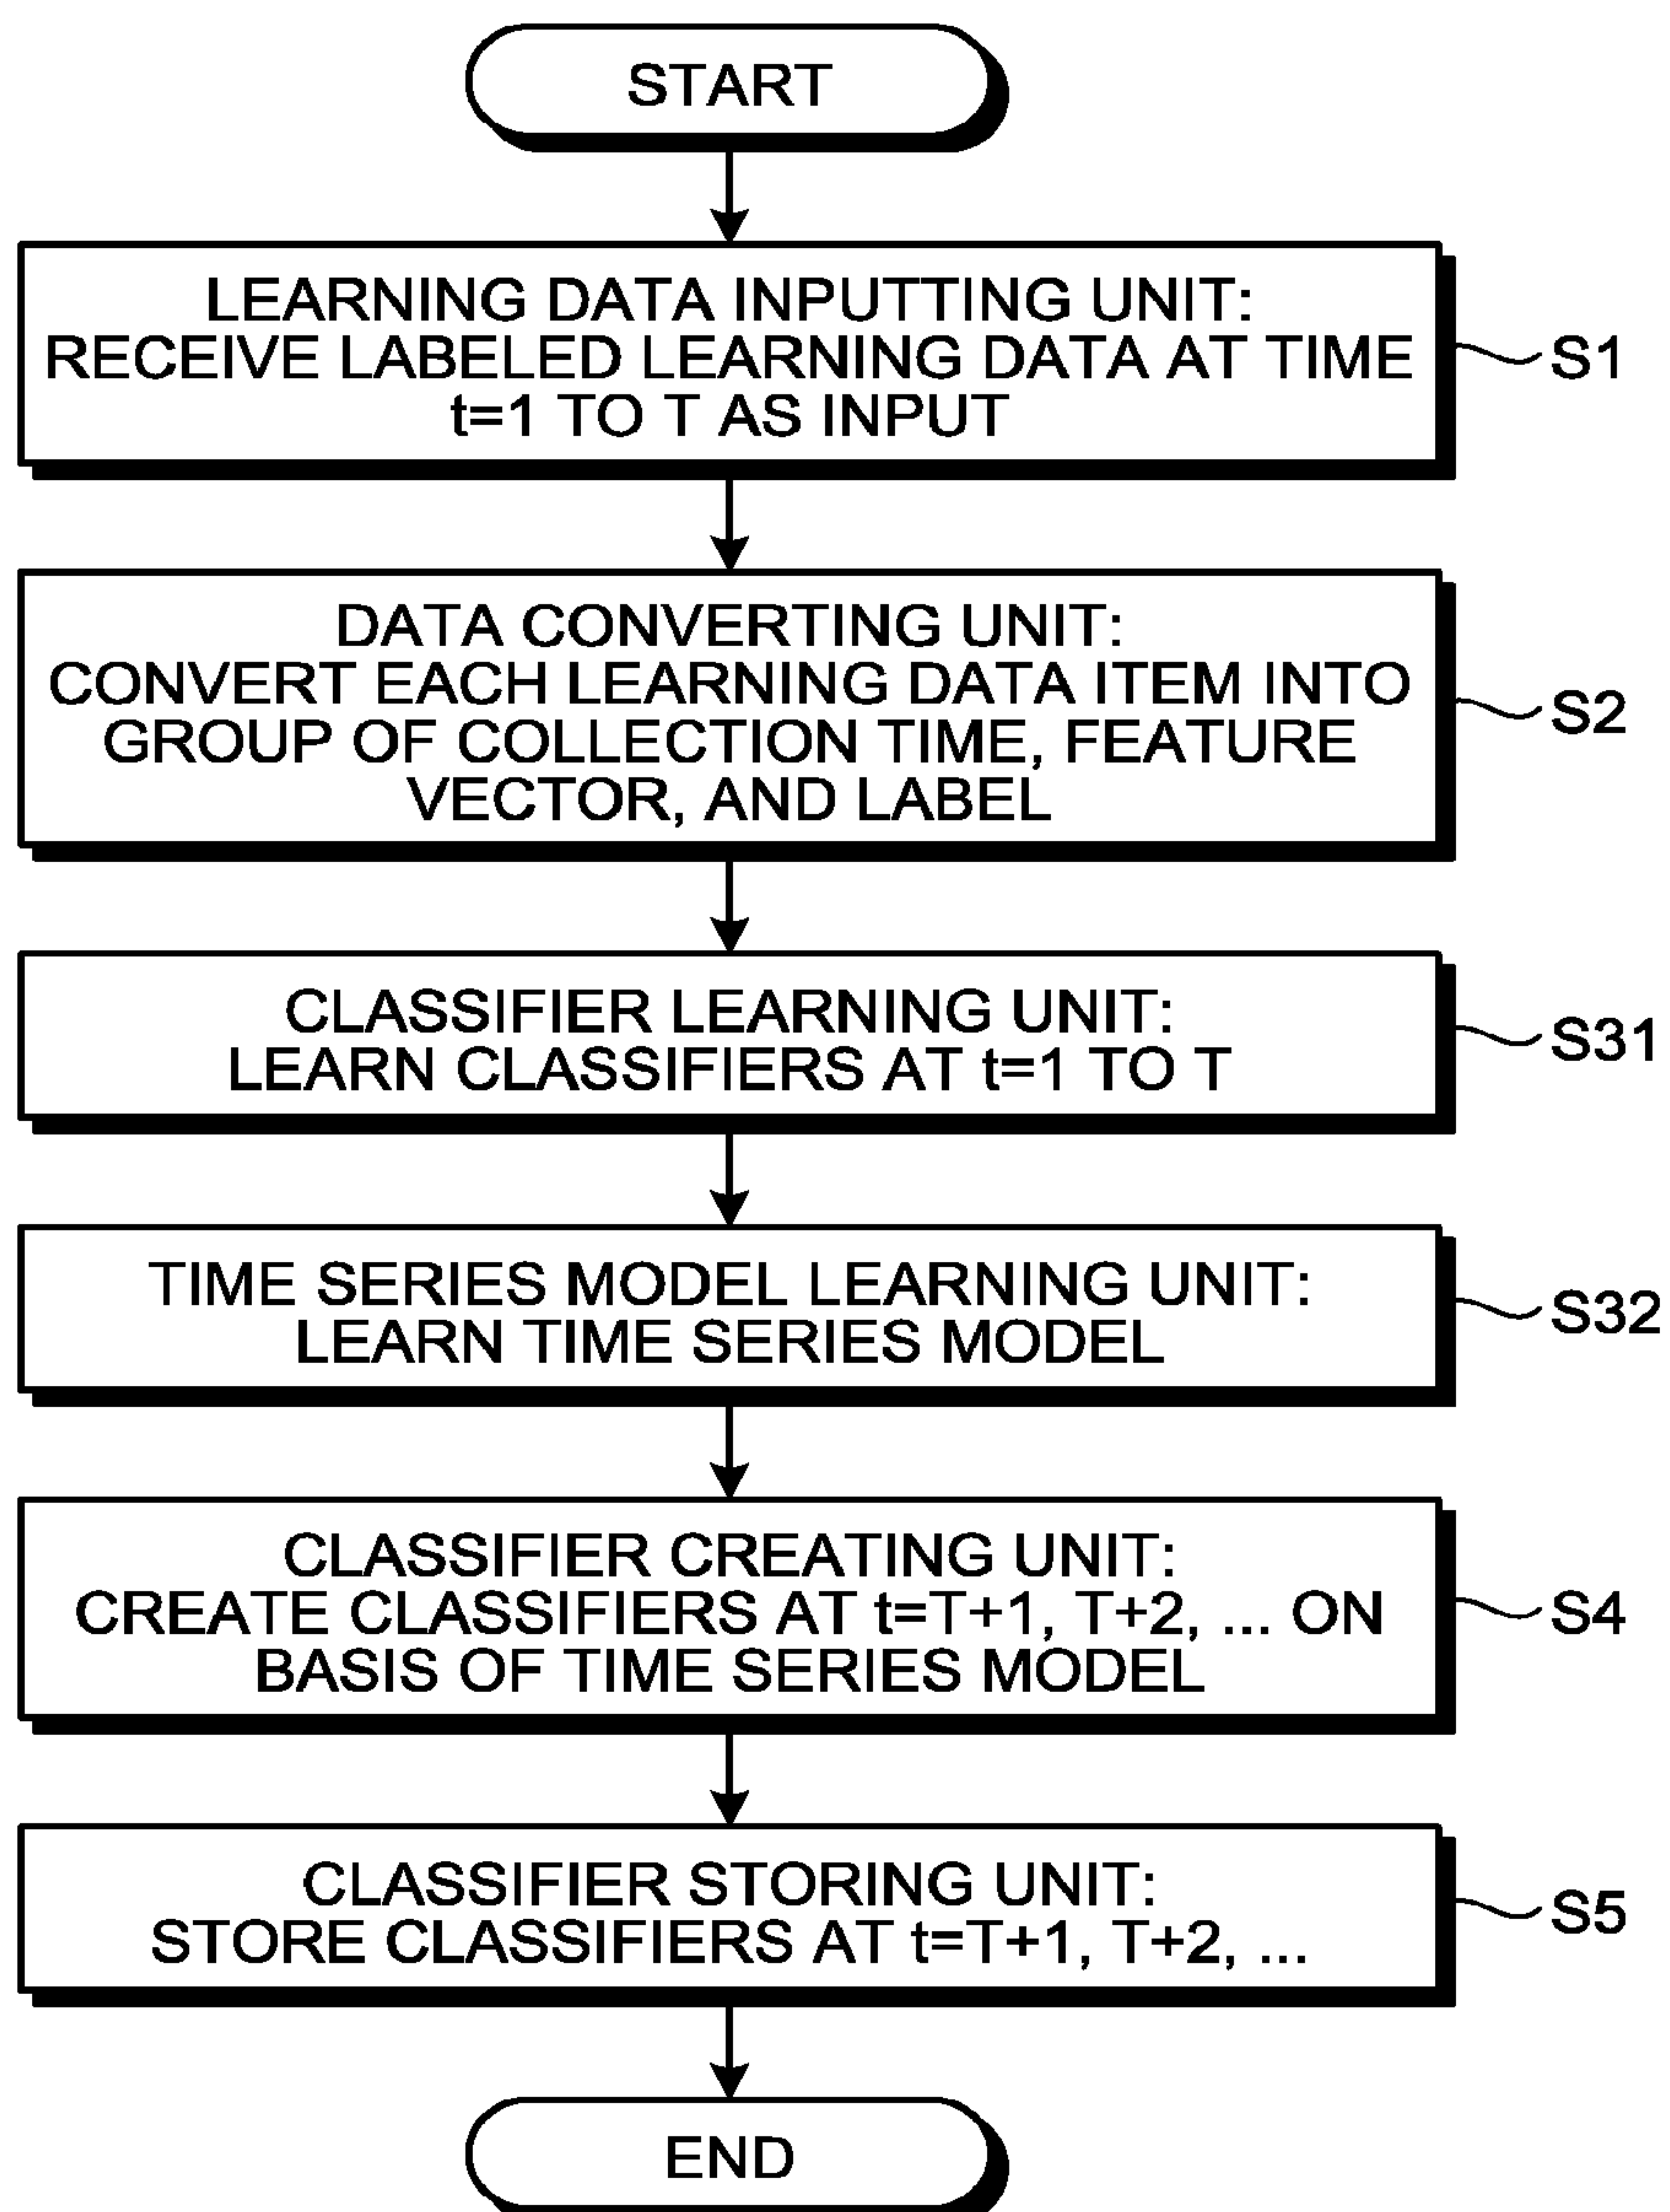 START
LEARNING DATA INPUTTING UNIT:
RECEIVE LABELED LEARNING DATA AT TIME
t=1 TO T AS INPUT
S1
DATA CONVERTING UNIT:
CONVERT EACH LEARNING DATA ITEM INTO
GROUP OF COLLECTION TIME, FEATURE
VECTOR, AND LABEL
S2
CLASSIFIER LEARNING UNIT:
LEARN CLASSIFIERS AT t=1 TO T
S31
TIME SERIES MODEL LEARNING UNIT:
LEARN TIME SERIES MODEL
S32
CLASSIFIER CREATING UNIT:
CREATE CLASSIFIERS AT t=T+1, T+2, ... ON
BASIS OF TIME SERIES MODEL
S4
CLASSIFIER STORING UNIT:
STORE CLASSIFIERS AT t=T+1, T+2, ...
S5
END